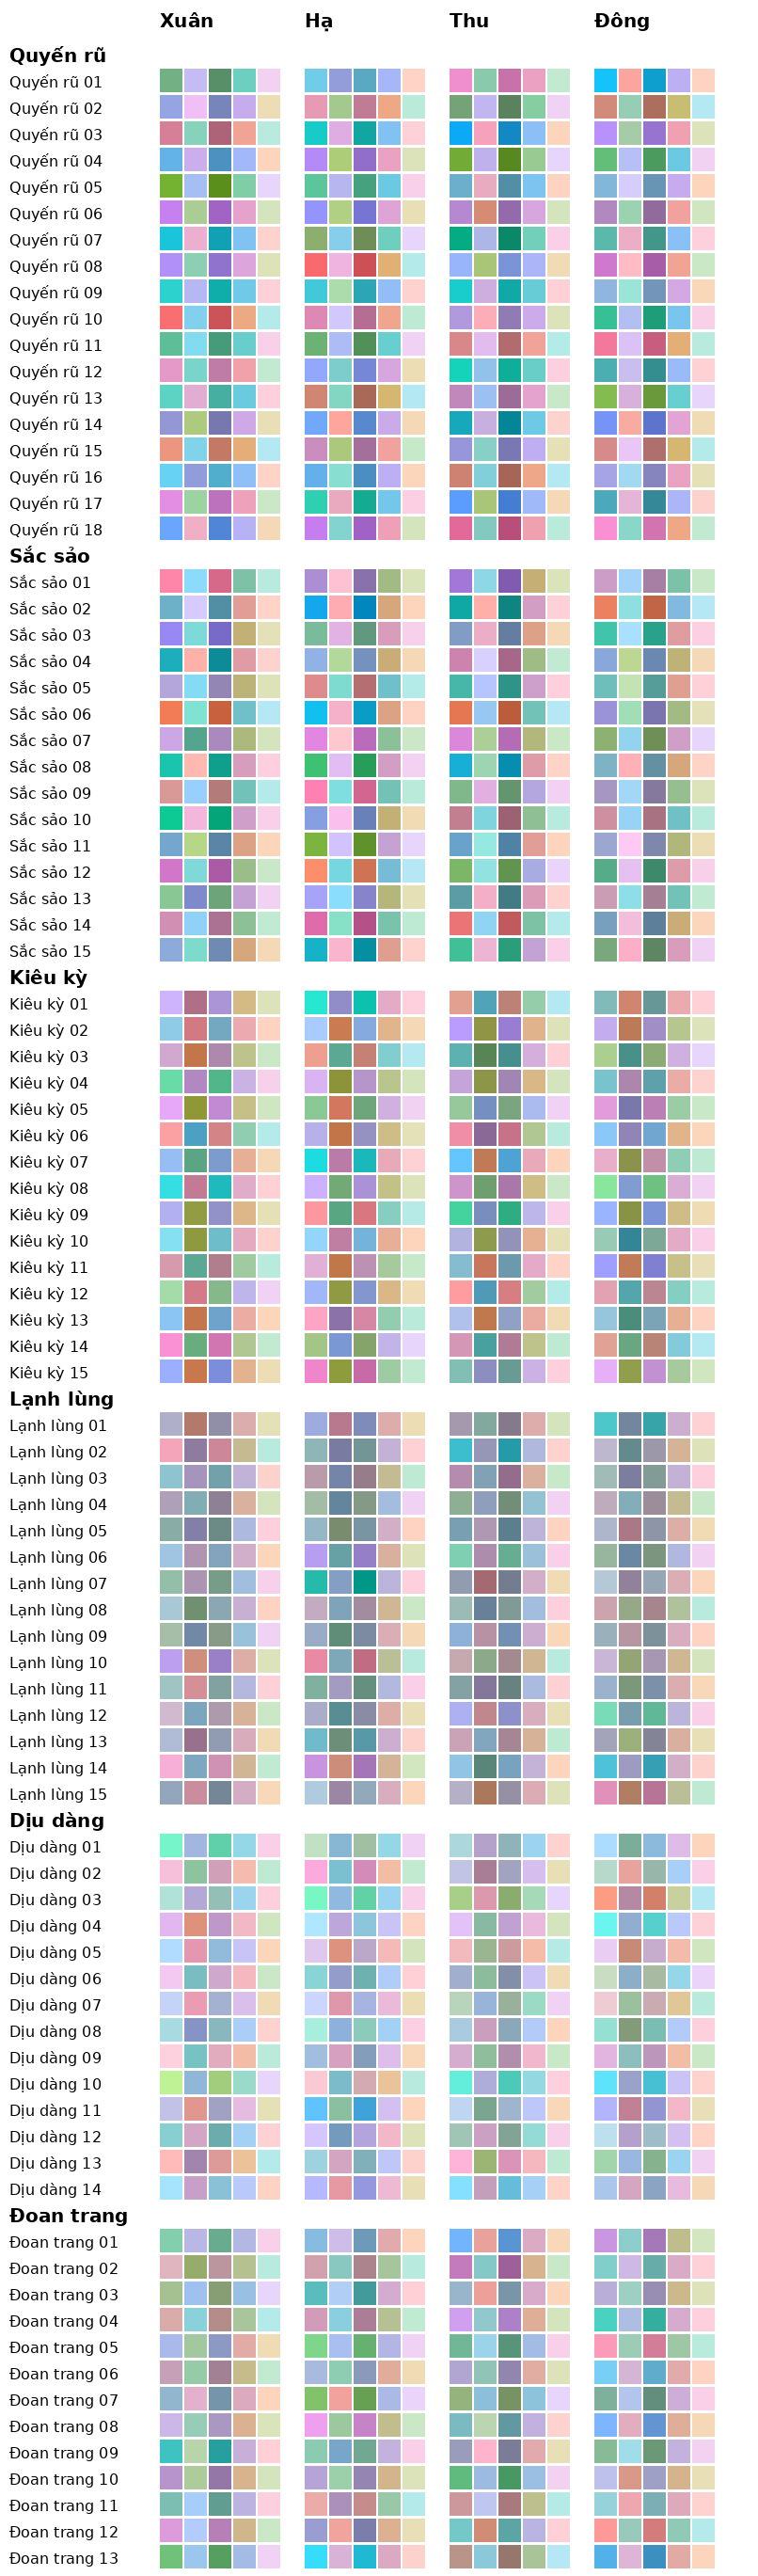 Xuân Hạ Thu Đông
Quyến rũ
Quyến rũ 01
Quyến rũ 02
Quyến rũ 03
Quyến rũ 04
Quyến rũ 05
Quyến rũ 06
Quyến rũ 07
Quyến rũ 08
Quyến rũ 09
Quyến rũ 10
Quyến rũ 11
Quyến rũ 12
Quyến rũ 13
Quyến rũ 14
Quyến rũ 15
Quyến rũ 16
Quyến rũ 17
Quyến rũ 18
Sắc sảo
Sắc sảo 01
Sắc sảo 02
Sắc sảo 03
Sắc sảo 04
Sắc sảo 05
Sắc sảo 06
Sắc sảo 07
Sắc sảo 08
Sắc sảo 09
Sắc sảo 10
Sắc sảo 11
Sắc sảo 12
Sắc sảo 13
Sắc sảo 14
Sắc sảo 15
Kiêu kỳ
Kiêu kỳ 01
Kiêu kỳ 02
Kiêu kỳ 03
Kiêu kỳ 04
Kiêu kỳ 05
Kiêu kỳ 06
Kiêu kỳ 07
Kiêu kỳ 08
Kiêu kỳ 09
Kiêu kỳ 10
Kiêu kỳ 11
Kiêu kỳ 12
Kiêu kỳ 13
Kiêu kỳ 14
Kiêu kỳ 15
Lạnh lùng
Lạnh lùng 01
Lạnh lùng 02
Lạnh lùng 03
Lạnh lùng 04
Lạnh lùng 05
Lạnh lùng 06
Lạnh lùng 07
Lạnh lùng 08
Lạnh lùng 09
Lạnh lùng 10
Lạnh lùng 11
Lạnh lùng 12
Lạnh lùng 13
Lạnh lùng 14
Lạnh lùng 15
Dịu dàng
Dịu dàng 01
Dịu dàng 02
Dịu dàng 03
Dịu dàng 04
Dịu dàng 05
Dịu dàng 06
Dịu dàng 07
Dịu dàng 08
Dịu dàng 09
Dịu dàng 10
Dịu dàng 11
Dịu dàng 12
Dịu dàng 13
Dịu dàng 14
Đoan trang
Đoan trang 01
Đoan trang 02
Đoan trang 03
Đoan trang 04
Đoan trang 05
Đoan trang 06
Đoan trang 07
Đoan trang 08
Đoan trang 09
Đoan trang 10
Đoan trang 11
Đoan trang 12
Đoan trang 13